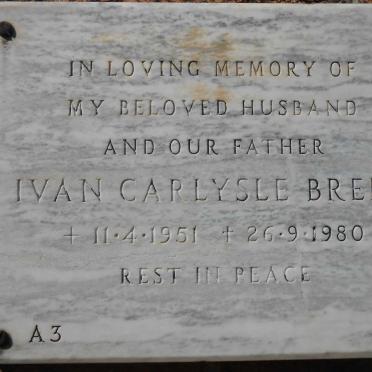 IN LOVING MEMORY OF
MY BELOVED HUSBAND
AND OUR FATHER
IVAN CARLYSLE
+ 11·4·1951 + 26·9·1980
REST IN PEACE
A3